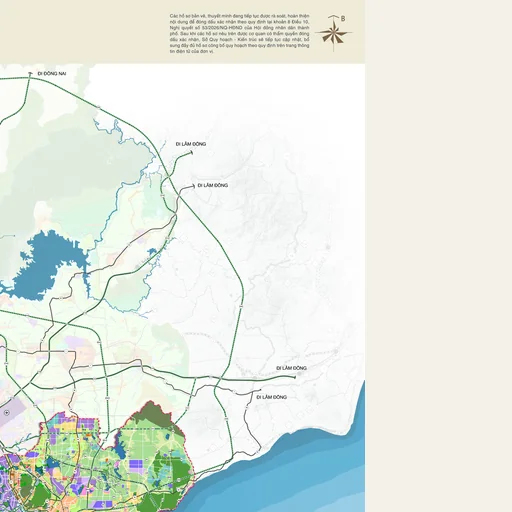 Các hồ sơ bản vẽ, thuyết minh đang tiếp tục được rà soát, hoàn thiện
nội dung để đóng dấu xác nhận theo quy định tại khoản 8 Điều 10,
Nghị quyết số 53/2026/NQ-HĐND của Hội đồng nhân dân thành
phố. Sau khi các hồ sơ nêu trên được cơ quan có thẩm quyền đóng
dấu xác nhận, Sở Quy hoạch - Kiến trúc sẽ tiếp tục cập nhật, bổ
sung đầy đủ hồ sơ công bố quy hoạch theo quy định trên trang thông
tin điện tử của đơn vị.
B
ĐI ĐỒNG NAI
ĐI LÂM ĐỒNG
ĐI LÂM ĐỒNG
ĐI LÂM ĐỒNG
ĐI LÂM ĐỒNG